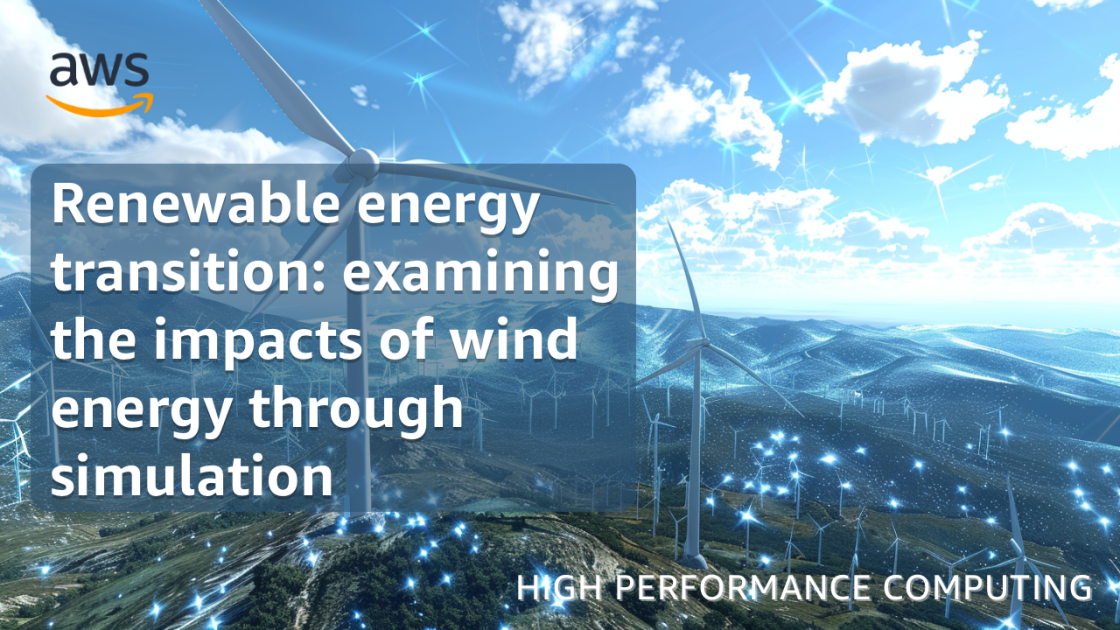 aws
Renewable energy
transition: examining
the impacts of wind
energy through
simulation
HIGH PERFORMANCE COMPUTING